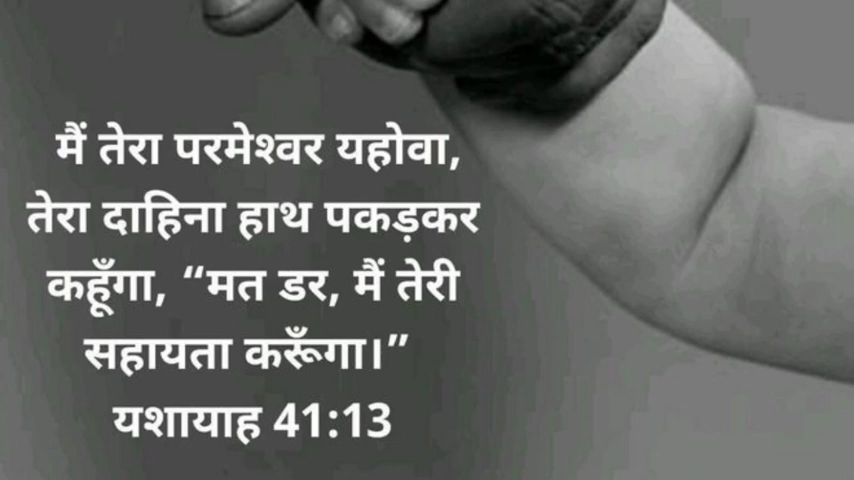 मैं तेरा परमेश्वर यहोवा,
तेरा दाहिना हाथ पकड़कर
कहूँगा, “मत डर, मैं तेरी
सहायता करूँगा।”
यशायाह 41:13